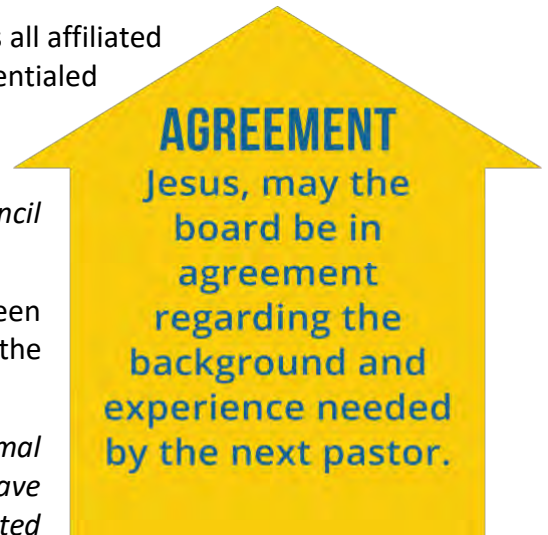 all affiliated
entialed
ncil
een
the
mal
ave
ted
AGREEMENT
Jesus, may the
board be in
agreement
regarding the
background and
experience needed
by the next pastor.